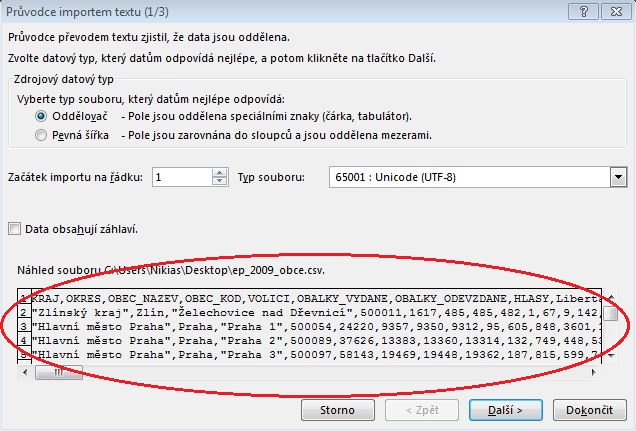 Průvodce importem textu (1/3)
Průvodce převodem textu zjistil, že data jsou oddělena.
Zvolte datový typ, který datům odpovídá nejlépe, a potom klikněte na tlačítko Další.
Zdrojový datový typ
Vyberte typ souboru, který datům nejlépe odpovídá:
Oddělovač - Pole jsou oddělena speciálními znaky (čárka, tabulátor).
Pevná šířka - Pole jsou zarovnána do sloupců a jsou oddělena mezerami.
Začátek importu na řádku: 1 Typ souboru: 65001 : Unicode (UTF-8)
Data obsahují záhlaví.
Náhled souboru C:\Users\Nikias\Desktop\ep_2009_obce.csv.
1 KRAJ,OKRES,OBEC_NAZEV,OBEC_KOD,VOLICI,OBALKY_VYDANE,OBALKY_ODEVZDANE,HLASY,Liberta
2 "Zlínský kraj",Zlín,"Želechovice nad Dřevnicí",500011,1617,485,485,482,1,67,9,142,
3 "Hlavní město Praha",Praha,"Praha 1",500054,24220,9357,9350,9312,95,605,848,3601,1
4 "Hlavní město Praha",Praha,"Praha 2",500089,37626,13383,13360,13314,132,749,448,53
5 "Hlavní město Praha",Praha,"Praha 3",500097,58143,19469,19448,19362,187,815,599,7
Storno < Zpět Další > Dokončit